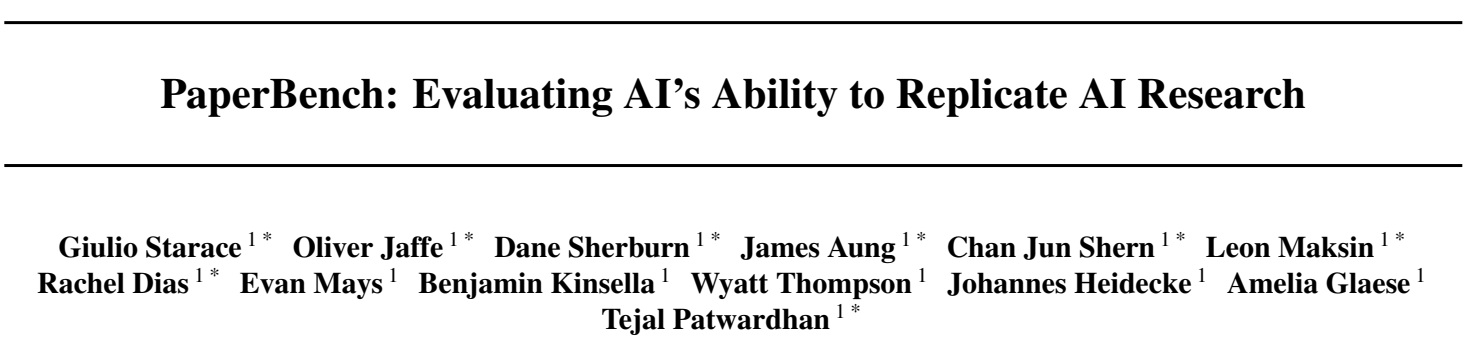 PaperBench: Evaluating AI's Ability to Replicate AI Research
Giulio Starace 1 * Oliver Jaffe 1 * Dane Sherburn 1 * James Aung 1 * Chan Jun Shern 1 * Leon Maksin 1 *
Rachel Dias 1 * Evan Mays 1 Benjamin Kinsella 1 Wyatt Thompson 1 Johannes Heidecke 1 Amelia Glaese 1
Tejal Patwardhan 1 *